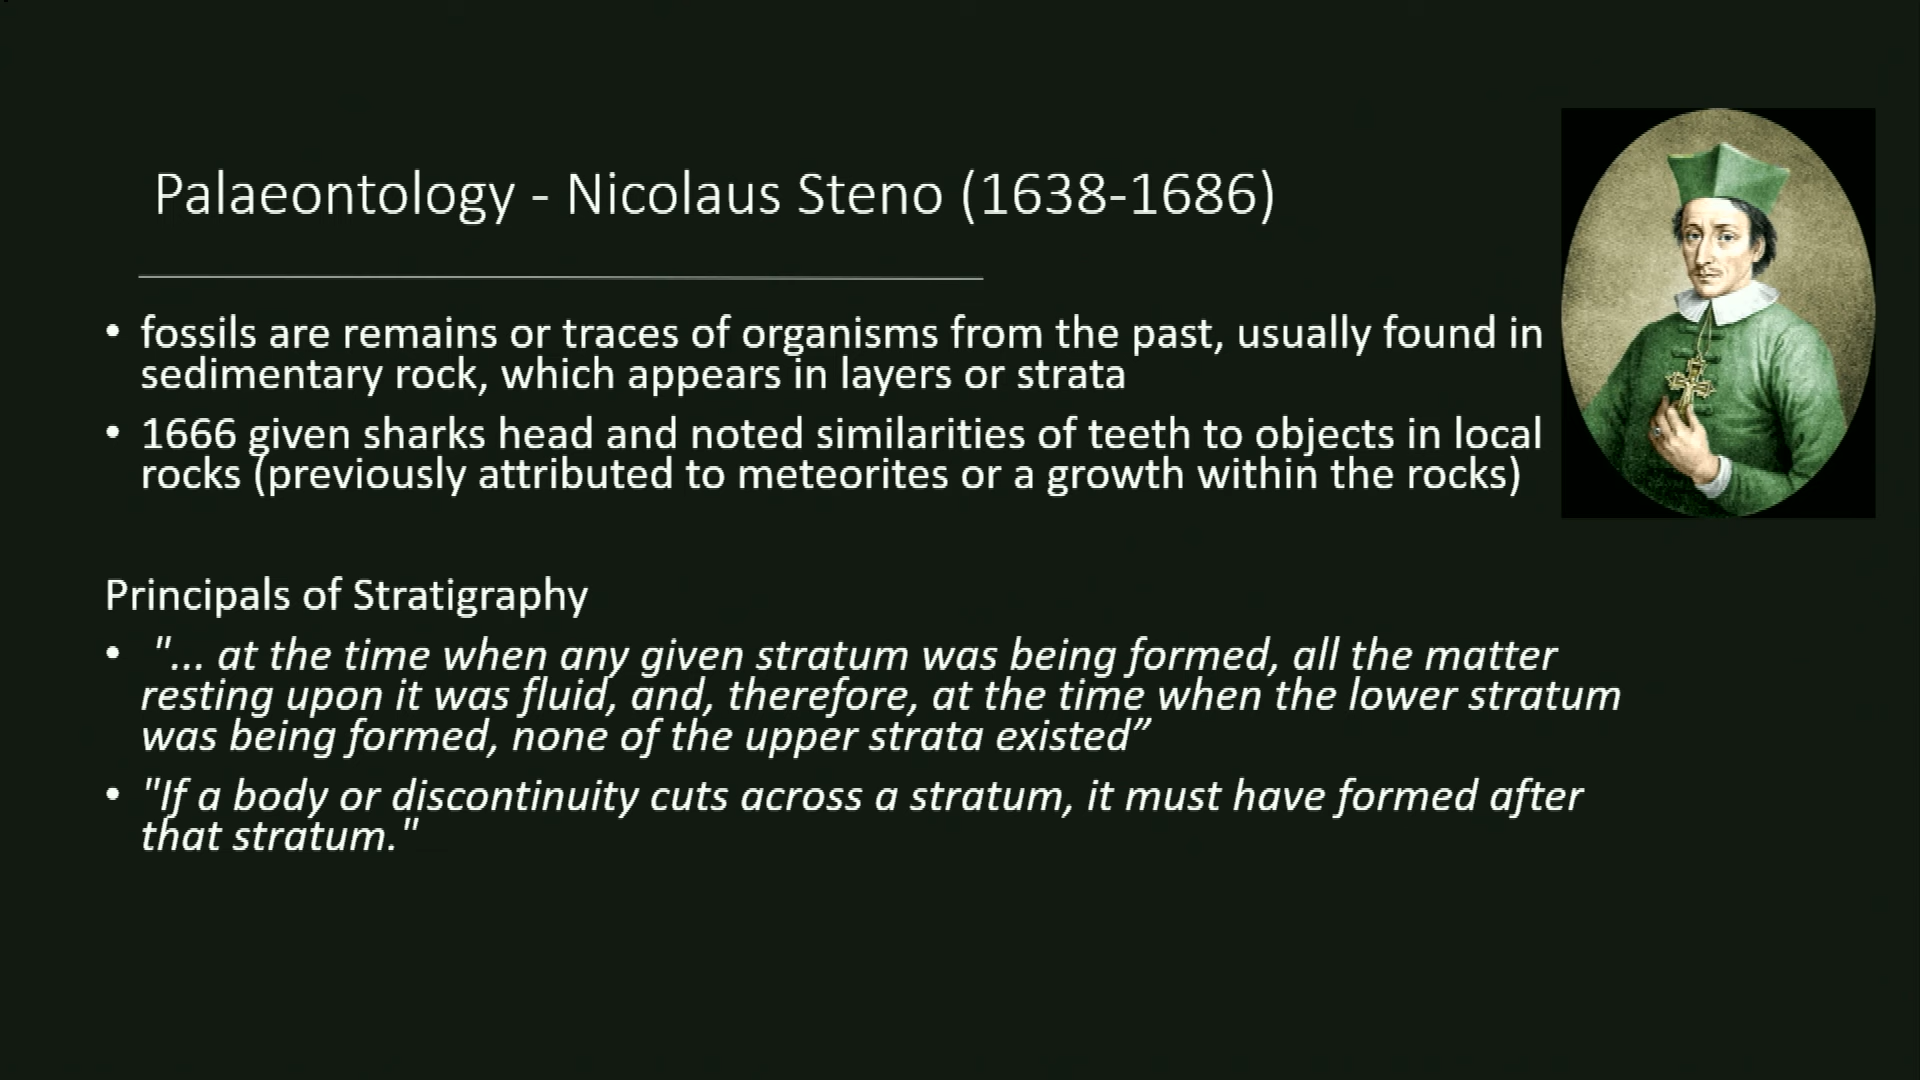 Palaeontology - Nicolaus Steno (1638-1686)
• fossils are remains or traces of organisms from the past, usually found in
sedimentary rock, which appears in layers or strata
• 1666 given sharks head and noted similarities of teeth to objects in local
rocks (previously attributed to meteorites or a growth within the rocks)
Principals of Stratigraphy
• "... at the time when any given stratum was being formed, all the matter
resting upon it was fluid, and, therefore, at the time when the lower stratum
was being formed, none of the upper strata existed”
• "If a body or discontinuity cuts across a stratum, it must have formed after
that stratum."